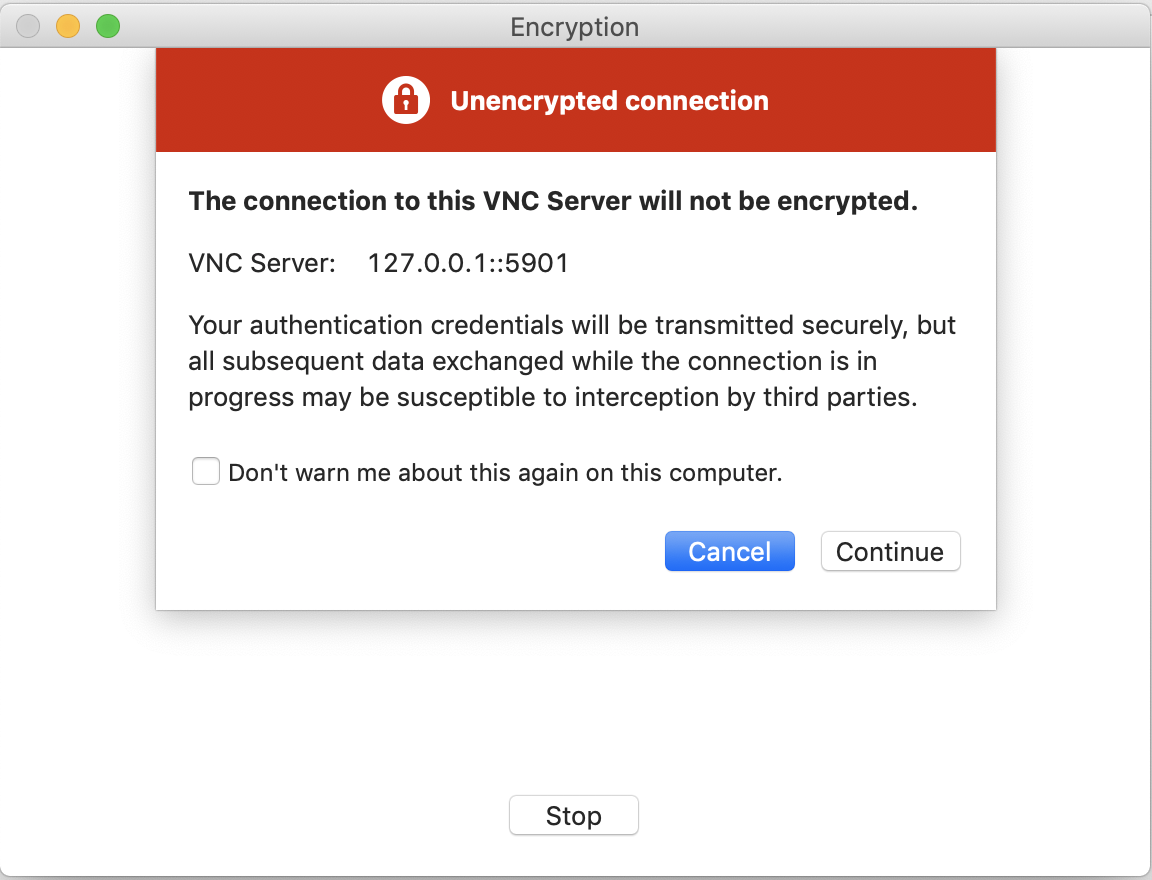 Encryption
Unencrypted connection
The connection to this VNC Server will not be encrypted.
VNC Server: 127.0.0.1::5901
Your authentication credentials will be transmitted securely, but
all subsequent data exchanged while the connection is in
progress may be susceptible to interception by third parties.
Don't warn me about this again on this computer.
Cancel Continue
Stop